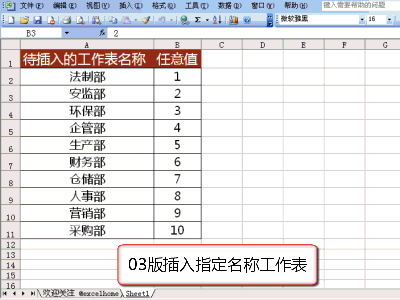 文件(F) 编辑(E) 视图(V) 插入(I) 格式(O) 工具(T) 数据(D) 窗口(W) 帮助(H) 键入需要帮助的问题
微软雅黑 16
B3 2
A B C D E F G
1 待插入的工作表名称 任意值
2 法制部 1
3 安监部 2
4 环保部 3
5 企管部 4
6 生产部 5
7 财务部 6
8 仓储部 7
9 人事部 8
10 营销部 9
11 采购部 10
12
13
14
15
16
03版插入指定名称工作表
欢迎关注 @excelhome Sheet1